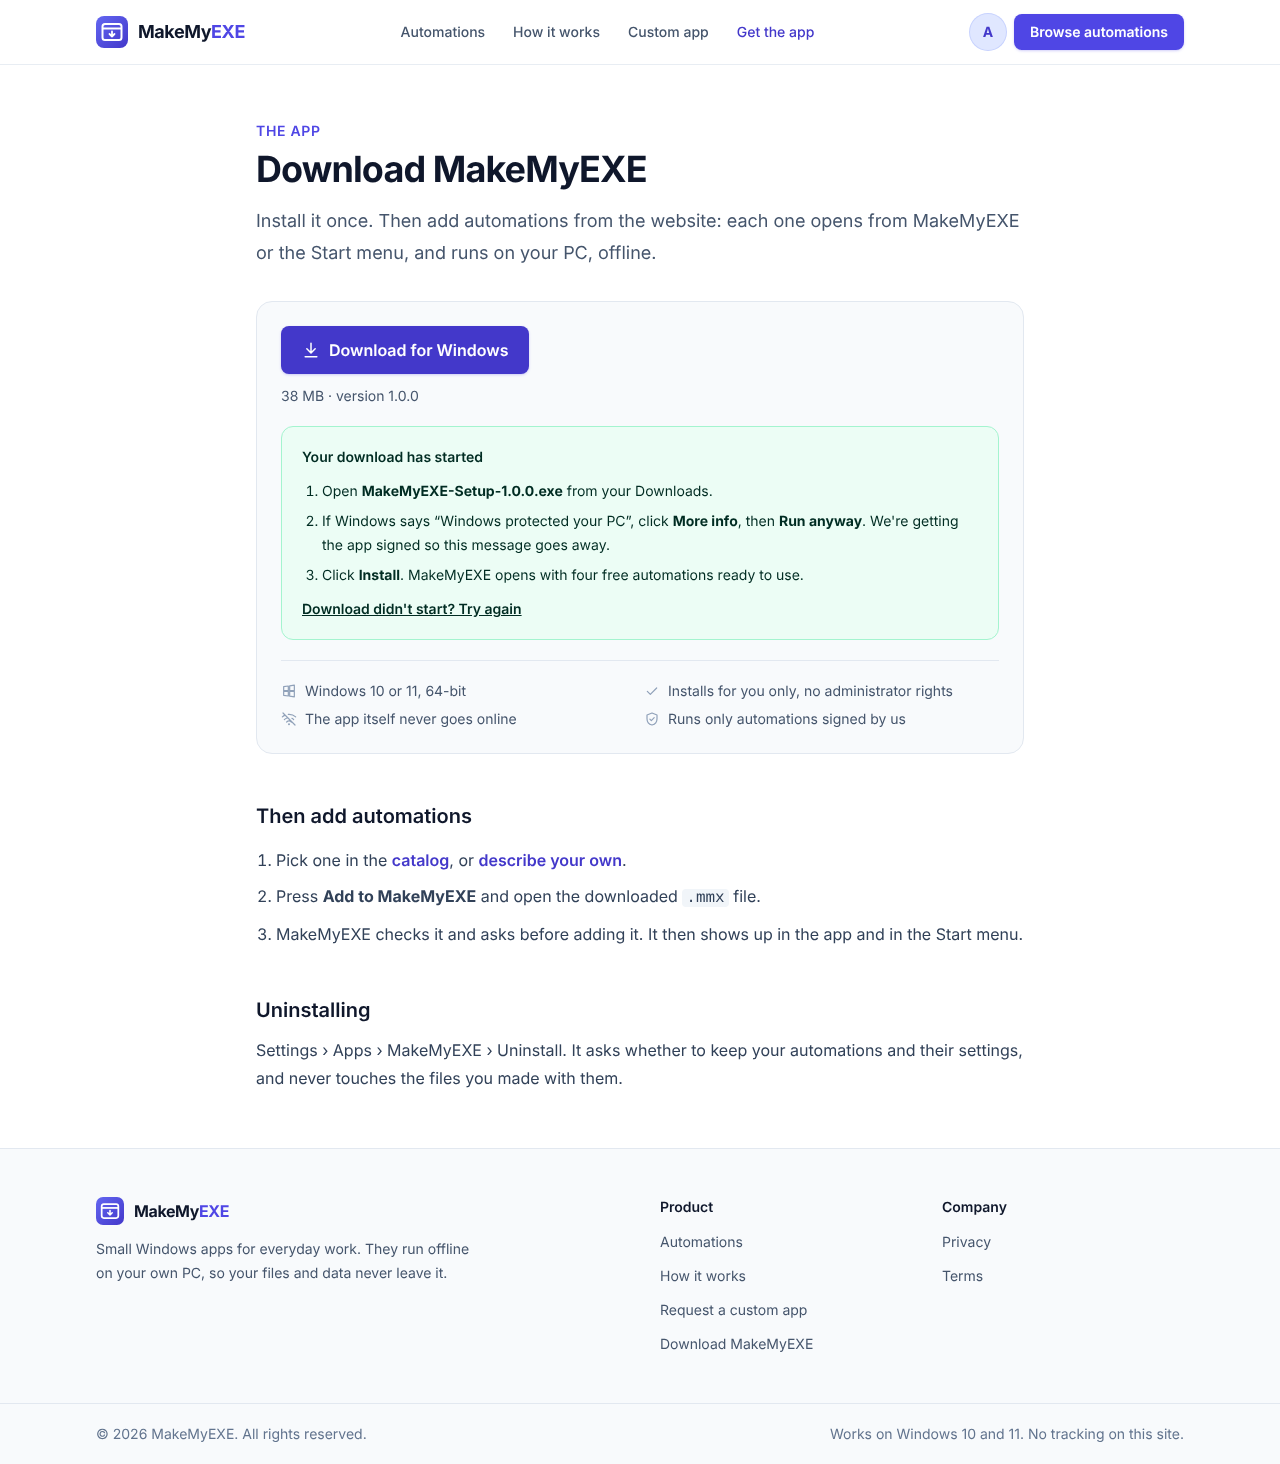 MakeMyEXE
Automations
How it works
Custom app
Get the app
A
Browse automations
THE APP
Download MakeMyEXE
Install it once. Then add automations from the website: each one opens from MakeMyEXE
or the Start menu, and runs on your PC, offline.
Download for Windows
38 MB · version 1.0.0
Your download has started
1. Open MakeMyEXE-Setup-1.0.0.exe from your Downloads.
2. If Windows says “Windows protected your PC”, click More info, then Run anyway. We're getting
the app signed so this message goes away.
3. Click Install. MakeMyEXE opens with four free automations ready to use.
Download didn't start? Try again
Windows 10 or 11, 64-bit
Installs for you only, no administrator rights
The app itself never goes online
Runs only automations signed by us
Then add automations
1. Pick one in the catalog, or describe your own.
2. Press Add to MakeMyEXE and open the downloaded .mmx file.
3. MakeMyEXE checks it and asks before adding it. It then shows up in the app and in the Start menu.
Uninstalling
Settings › Apps › MakeMyEXE › Uninstall. It asks whether to keep your automations and their settings,
and never touches the files you made with them.
MakeMyEXE
Small Windows apps for everyday work. They run offline
on your own PC, so your files and data never leave it.
Product
Automations
How it works
Request a custom app
Download MakeMyEXE
Company
Privacy
Terms
© 2026 MakeMyEXE. All rights reserved.
Works on Windows 10 and 11. No tracking on this site.